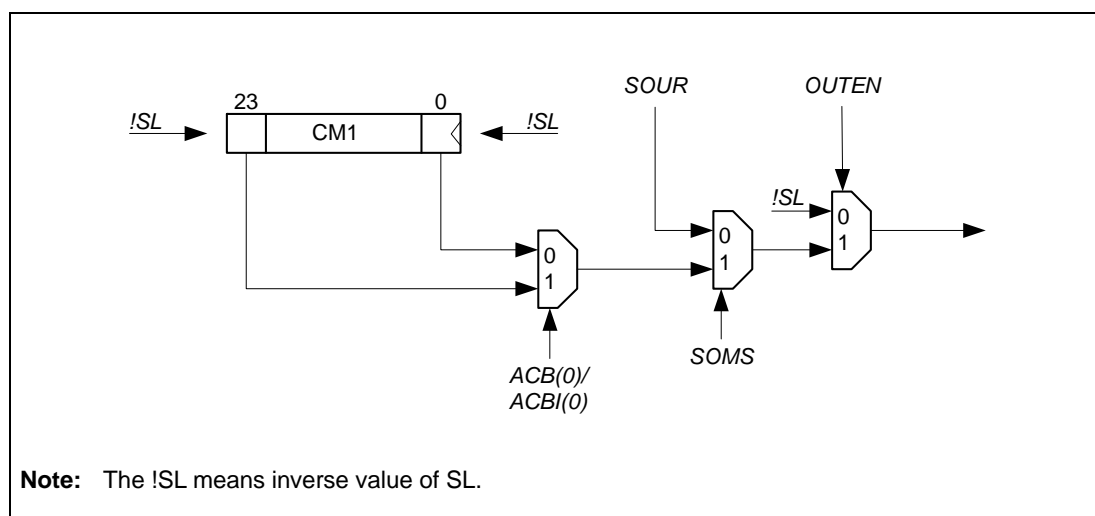 SOUR
OUTEN
23
0
!SL
CM1
!SL
!SL
0
1
0
1
0
1
SOMS
ACB(0)/
ACBI(0)
Note: The !SL means inverse value of SL.